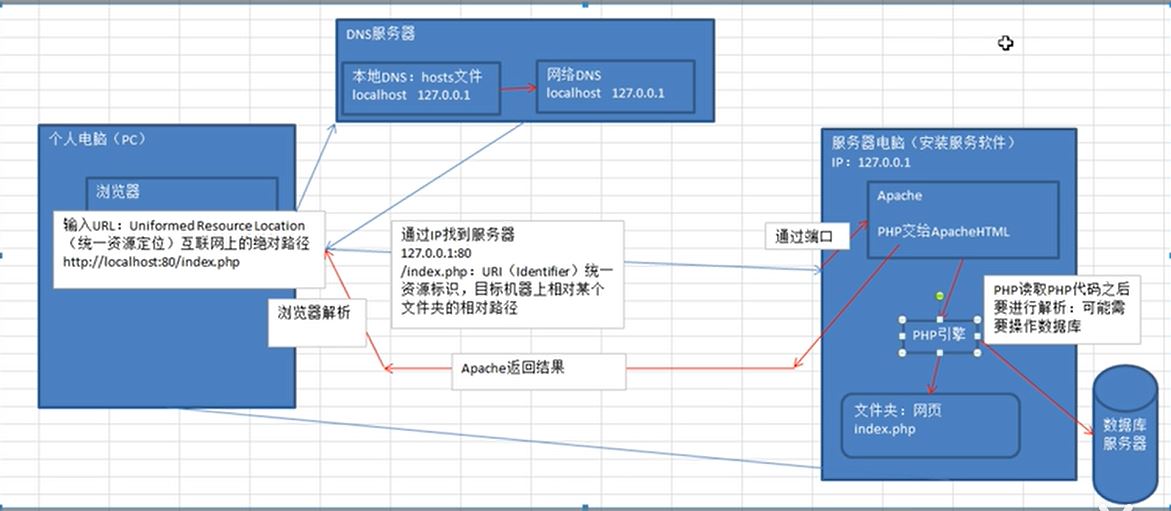 DNS服务器
本地DNS：hosts文件
localhost 127.0.0.1
网络DNS
localhost 127.0.0.1
个人电脑（PC）
浏览器
输入URL：Uniformed Resource Location
（统一资源定位）互联网上的绝对路径
http://localhost:80/index.php
通过IP找到服务器
127.0.0.1:80
/index.php：URI（Identifier）统一
资源标识，目标机器上相对某个
文件夹的相对路径
浏览器解析
Apache返回结果
通过端口
服务器电脑（安装服务软件）
IP：127.0.0.1
Apache
PHP交给ApacheHTML
PHP读取PHP代码之后
要进行解析：可能需
要操作数据库
PHP引擎
文件夹：网页
index.php
数据库
服务器